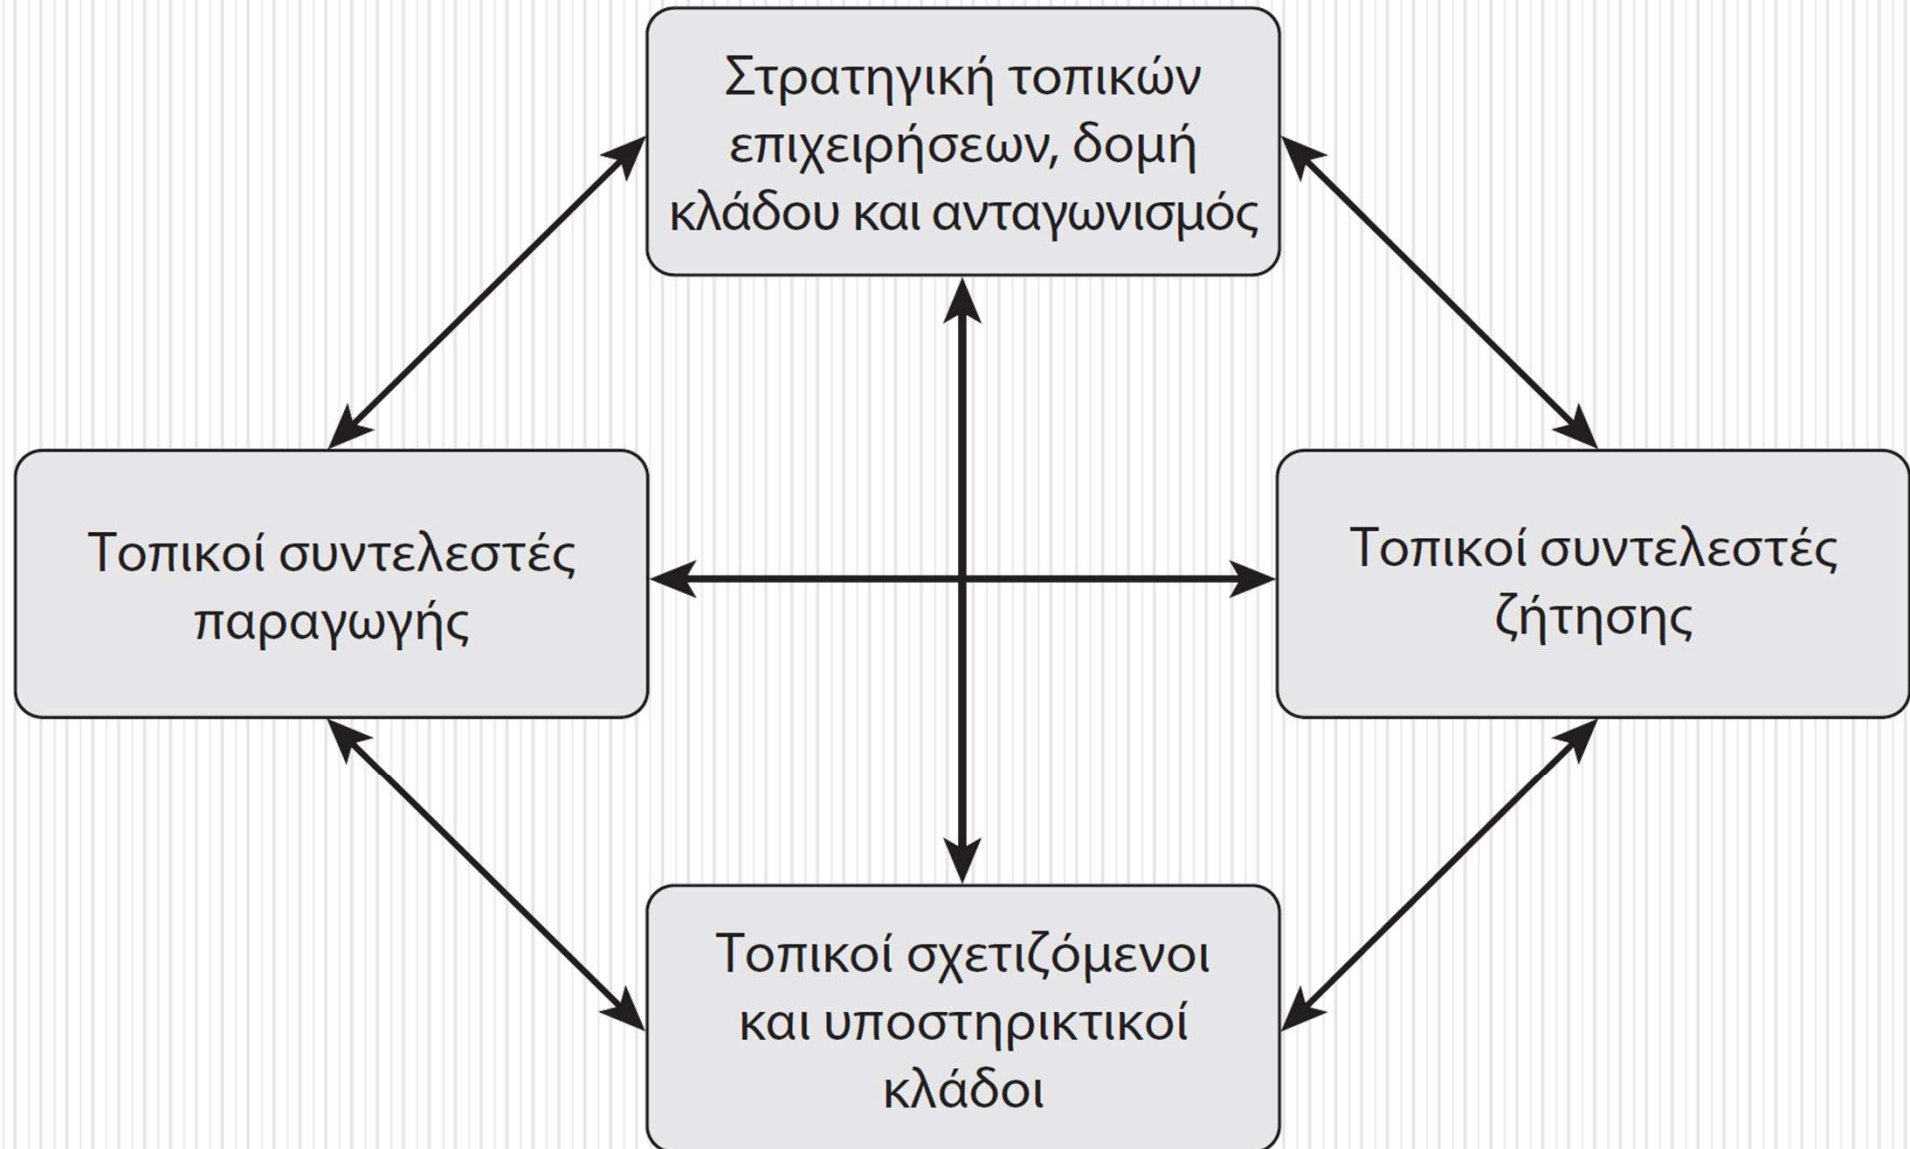 Στρατηγική τοπικών
επιχειρήσεων, δομή
κλάδου και ανταγωνισμός
Τοπικοί συντελεστές
παραγωγής
Τοπικοί συντελεστές
ζήτησης
Τοπικοί σχετιζόμενοι
και υποστηρικτικοί
κλάδοι